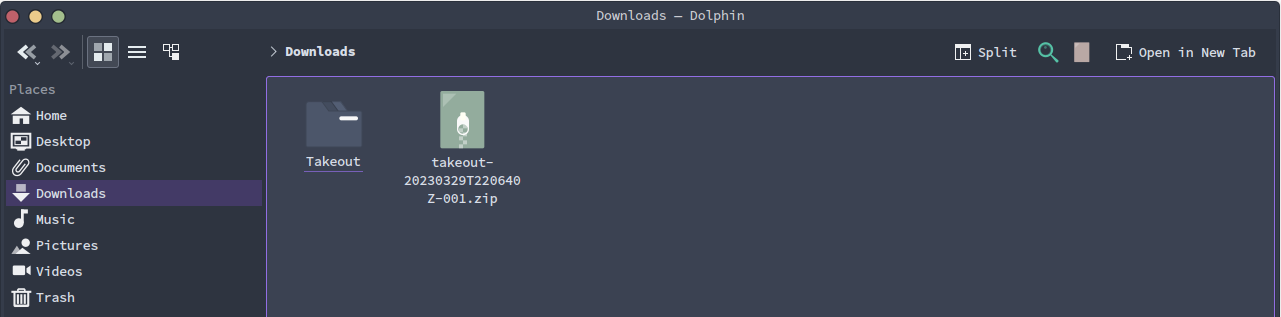 Downloads — Dolphin
Downloads
Split
Open in New Tab
Places
Home
Desktop
Documents
Downloads
Music
Pictures
Videos
Trash
Takeout
takeout-
20230329T220640
Z-001.zip